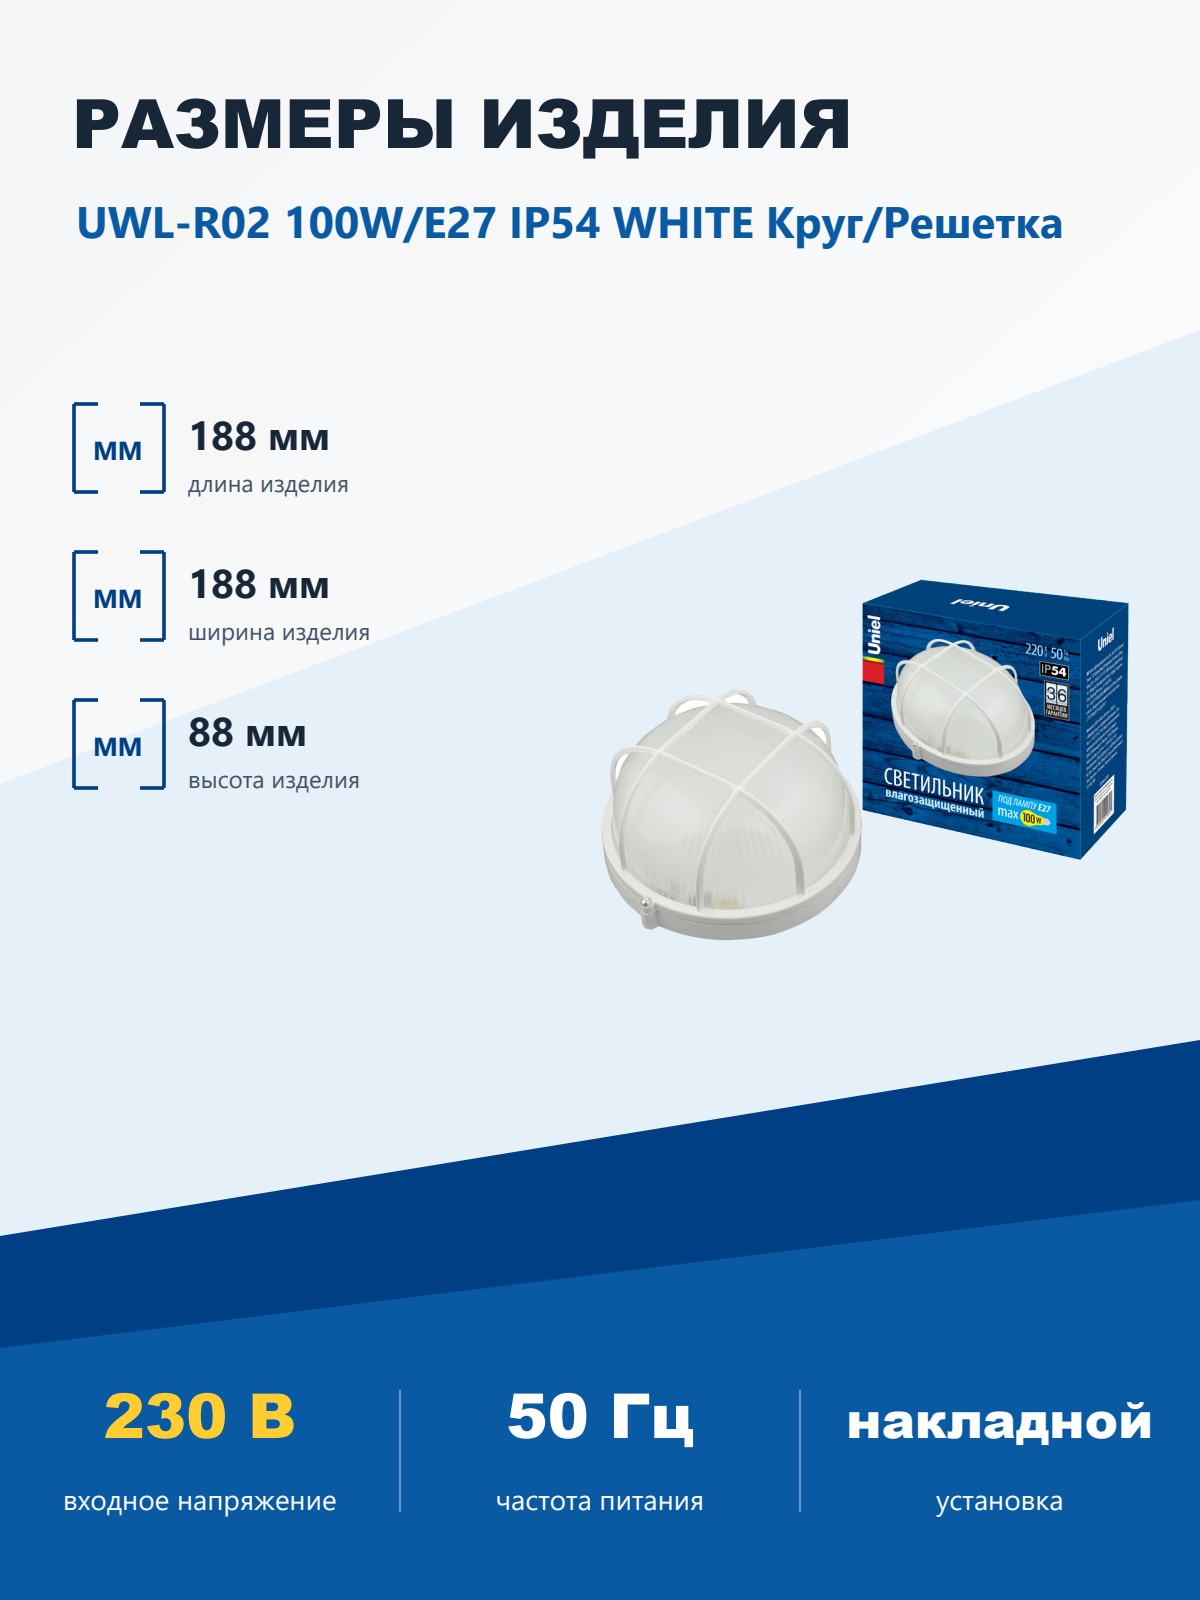 РАЗМЕРЫ ИЗДЕЛИЯ
UWL-R02 100W/E27 IP54 WHITE Круг/Решетка
мм
188 мм
длина изделия
мм
188 мм
ширина изделия
мм
88 мм
высота изделия
Uniel
Uniel
Uniel
220 50
IP54
36
МЕСЯЦЕВ
ГАРАНТИИ
СВЕТИЛЬНИК
влагозащищенный
ПОД ЛАМПУ E27
max 100W
230 В
входное напряжение
50 Гц
частота питания
накладной
установка